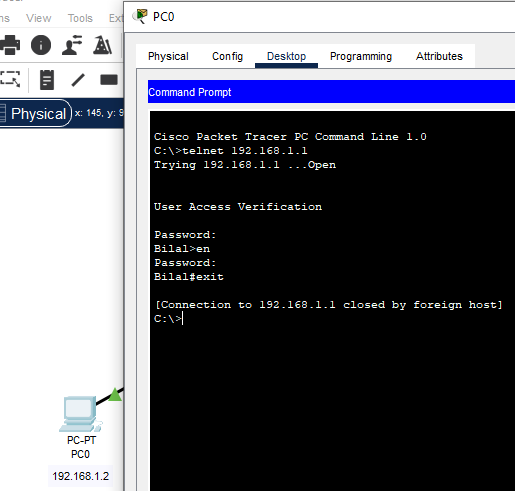 PC0
ns View Tools Ext
Physical Config Desktop Programming Attributes
Physical x: 145, y: 9
Command Prompt
Cisco Packet Tracer PC Command Line 1.0
C:\>telnet 192.168.1.1
Trying 192.168.1.1 ...Open
User Access Verification
Password:
Bilal>en
Password:
Bilal#exit
[Connection to 192.168.1.1 closed by foreign host]
C:\>
PC-PT
PC0
192.168.1.2